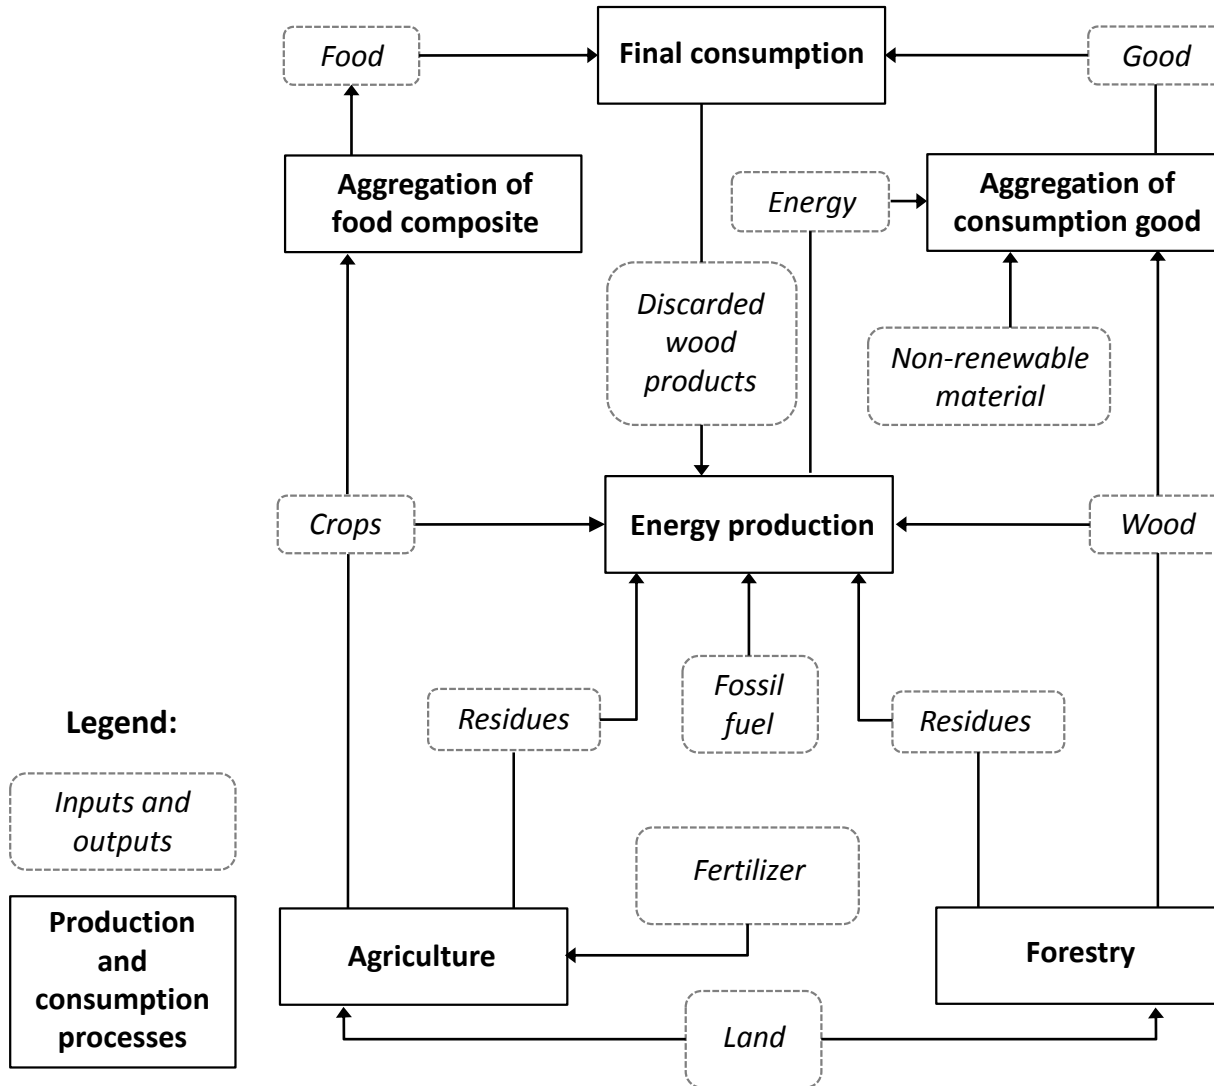 Food
Final consumption
Good
Aggregation of
food composite
Energy
Aggregation of
consumption good
Discarded
wood
products
Non-renewable
material
Crops
Energy production
Wood
Legend:
Residues
Fossil
fuel
Residues
Inputs and
outputs
Fertilizer
Production
and
consumption
processes
Agriculture
Forestry
Land